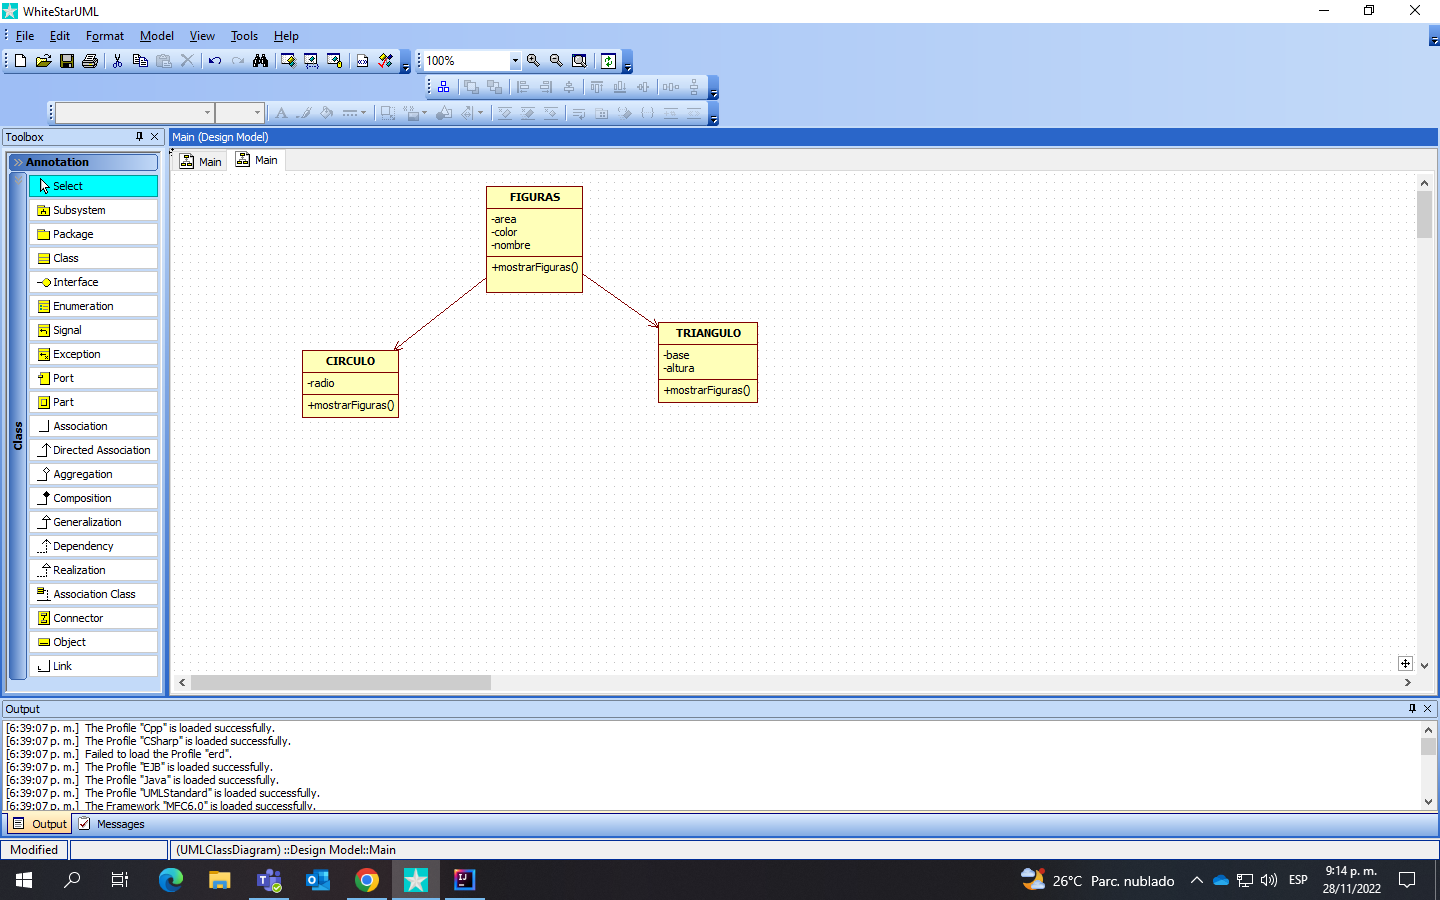 WhiteStarUML
File Edit Format Model View Tools Help
100%
Toolbox
Main (Design Model)
Annotation
Main Main
Class
Select
Subsystem
Package
Class
Interface
Enumeration
Signal
Exception
Port
Part
Association
Directed Association
Aggregation
Composition
Generalization
Dependency
Realization
Association Class
Connector
Object
Link
FIGURAS
-area
-color
-nombre
+mostrarFiguras()
CIRCULO
-radio
+mostrarFiguras()
TRIANGULO
-base
-altura
+mostrarFiguras()
Output
[6:39:07 p. m.] The Profile "Cpp" is loaded successfully.
[6:39:07 p. m.] The Profile "CSharp" is loaded successfully.
[6:39:07 p. m.] Failed to load the Profile "erd".
[6:39:07 p. m.] The Profile "EJB" is loaded successfully.
[6:39:07 p. m.] The Profile "Java" is loaded successfully.
[6:39:07 p. m.] The Profile "UMLStandard" is loaded successfully.
[6:39:07 p. m.] The Framework "MFC6.0" is loaded successfully.
Output Messages
Modified (UMLClassDiagram) ::Design Model::Main
26°C Parc. nublado ESP 9:14 p. m.
28/11/2022